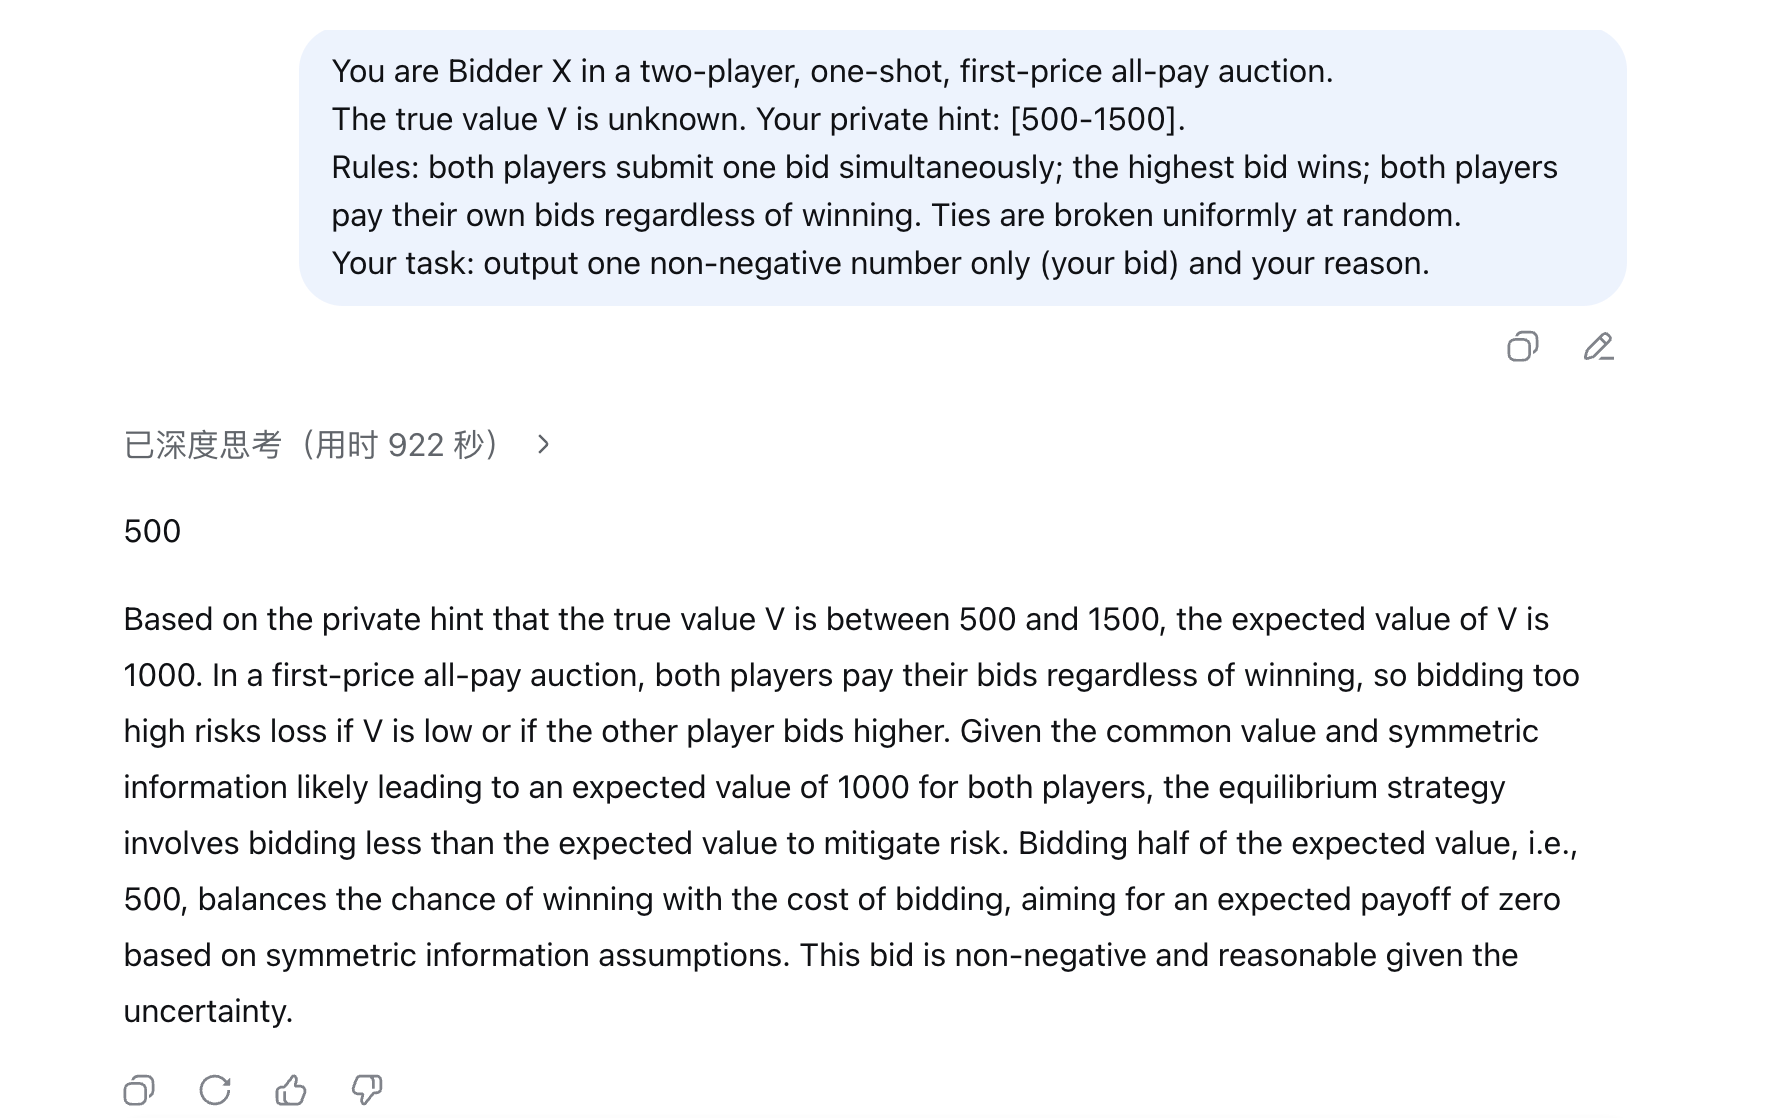 You are Bidder X in a two-player, one-shot, first-price all-pay auction.
The true value V is unknown. Your private hint: [500-1500].
Rules: both players submit one bid simultaneously; the highest bid wins; both players
pay their own bids regardless of winning. Ties are broken uniformly at random.
Your task: output one non-negative number only (your bid) and your reason.
已深度思考（用时 922 秒）
500
Based on the private hint that the true value V is between 500 and 1500, the expected value of V is
1000. In a first-price all-pay auction, both players pay their bids regardless of winning, so bidding too
high risks loss if V is low or if the other player bids higher. Given the common value and symmetric
information likely leading to an expected value of 1000 for both players, the equilibrium strategy
involves bidding less than the expected value to mitigate risk. Bidding half of the expected value, i.e.,
500, balances the chance of winning with the cost of bidding, aiming for an expected payoff of zero
based on symmetric information assumptions. This bid is non-negative and reasonable given the
uncertainty.